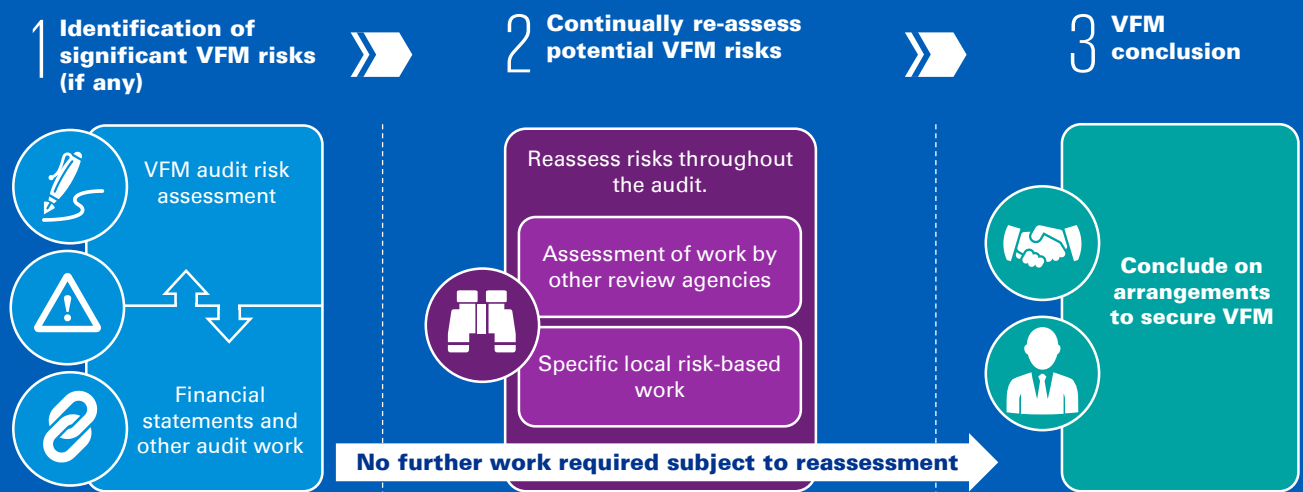 1 Identification of
significant VFM risks
(if any)
2 Continually re-assess
potential VFM risks
3 VFM
conclusion
VFM audit risk
assessment
Financial
statements and
other audit work
Reassess risks throughout
the audit.
Assessment of work by
other review agencies
Specific local risk-based
work
Conclude on
arrangements
to secure VFM
No further work required subject to reassessment